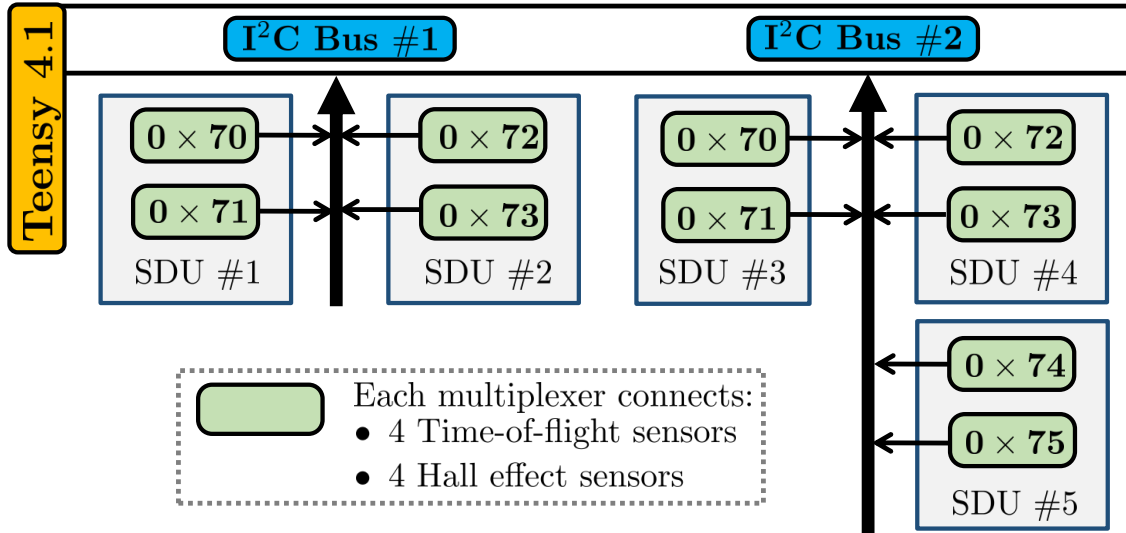 Teensy 4.1
I²C Bus #1
I²C Bus #2
0 × 70
0 × 71
SDU #1
0 × 72
0 × 73
SDU #2
0 × 70
0 × 71
SDU #3
0 × 72
0 × 73
SDU #4
0 × 74
0 × 75
SDU #5
Each multiplexer connects:
• 4 Time-of-flight sensors
• 4 Hall effect sensors